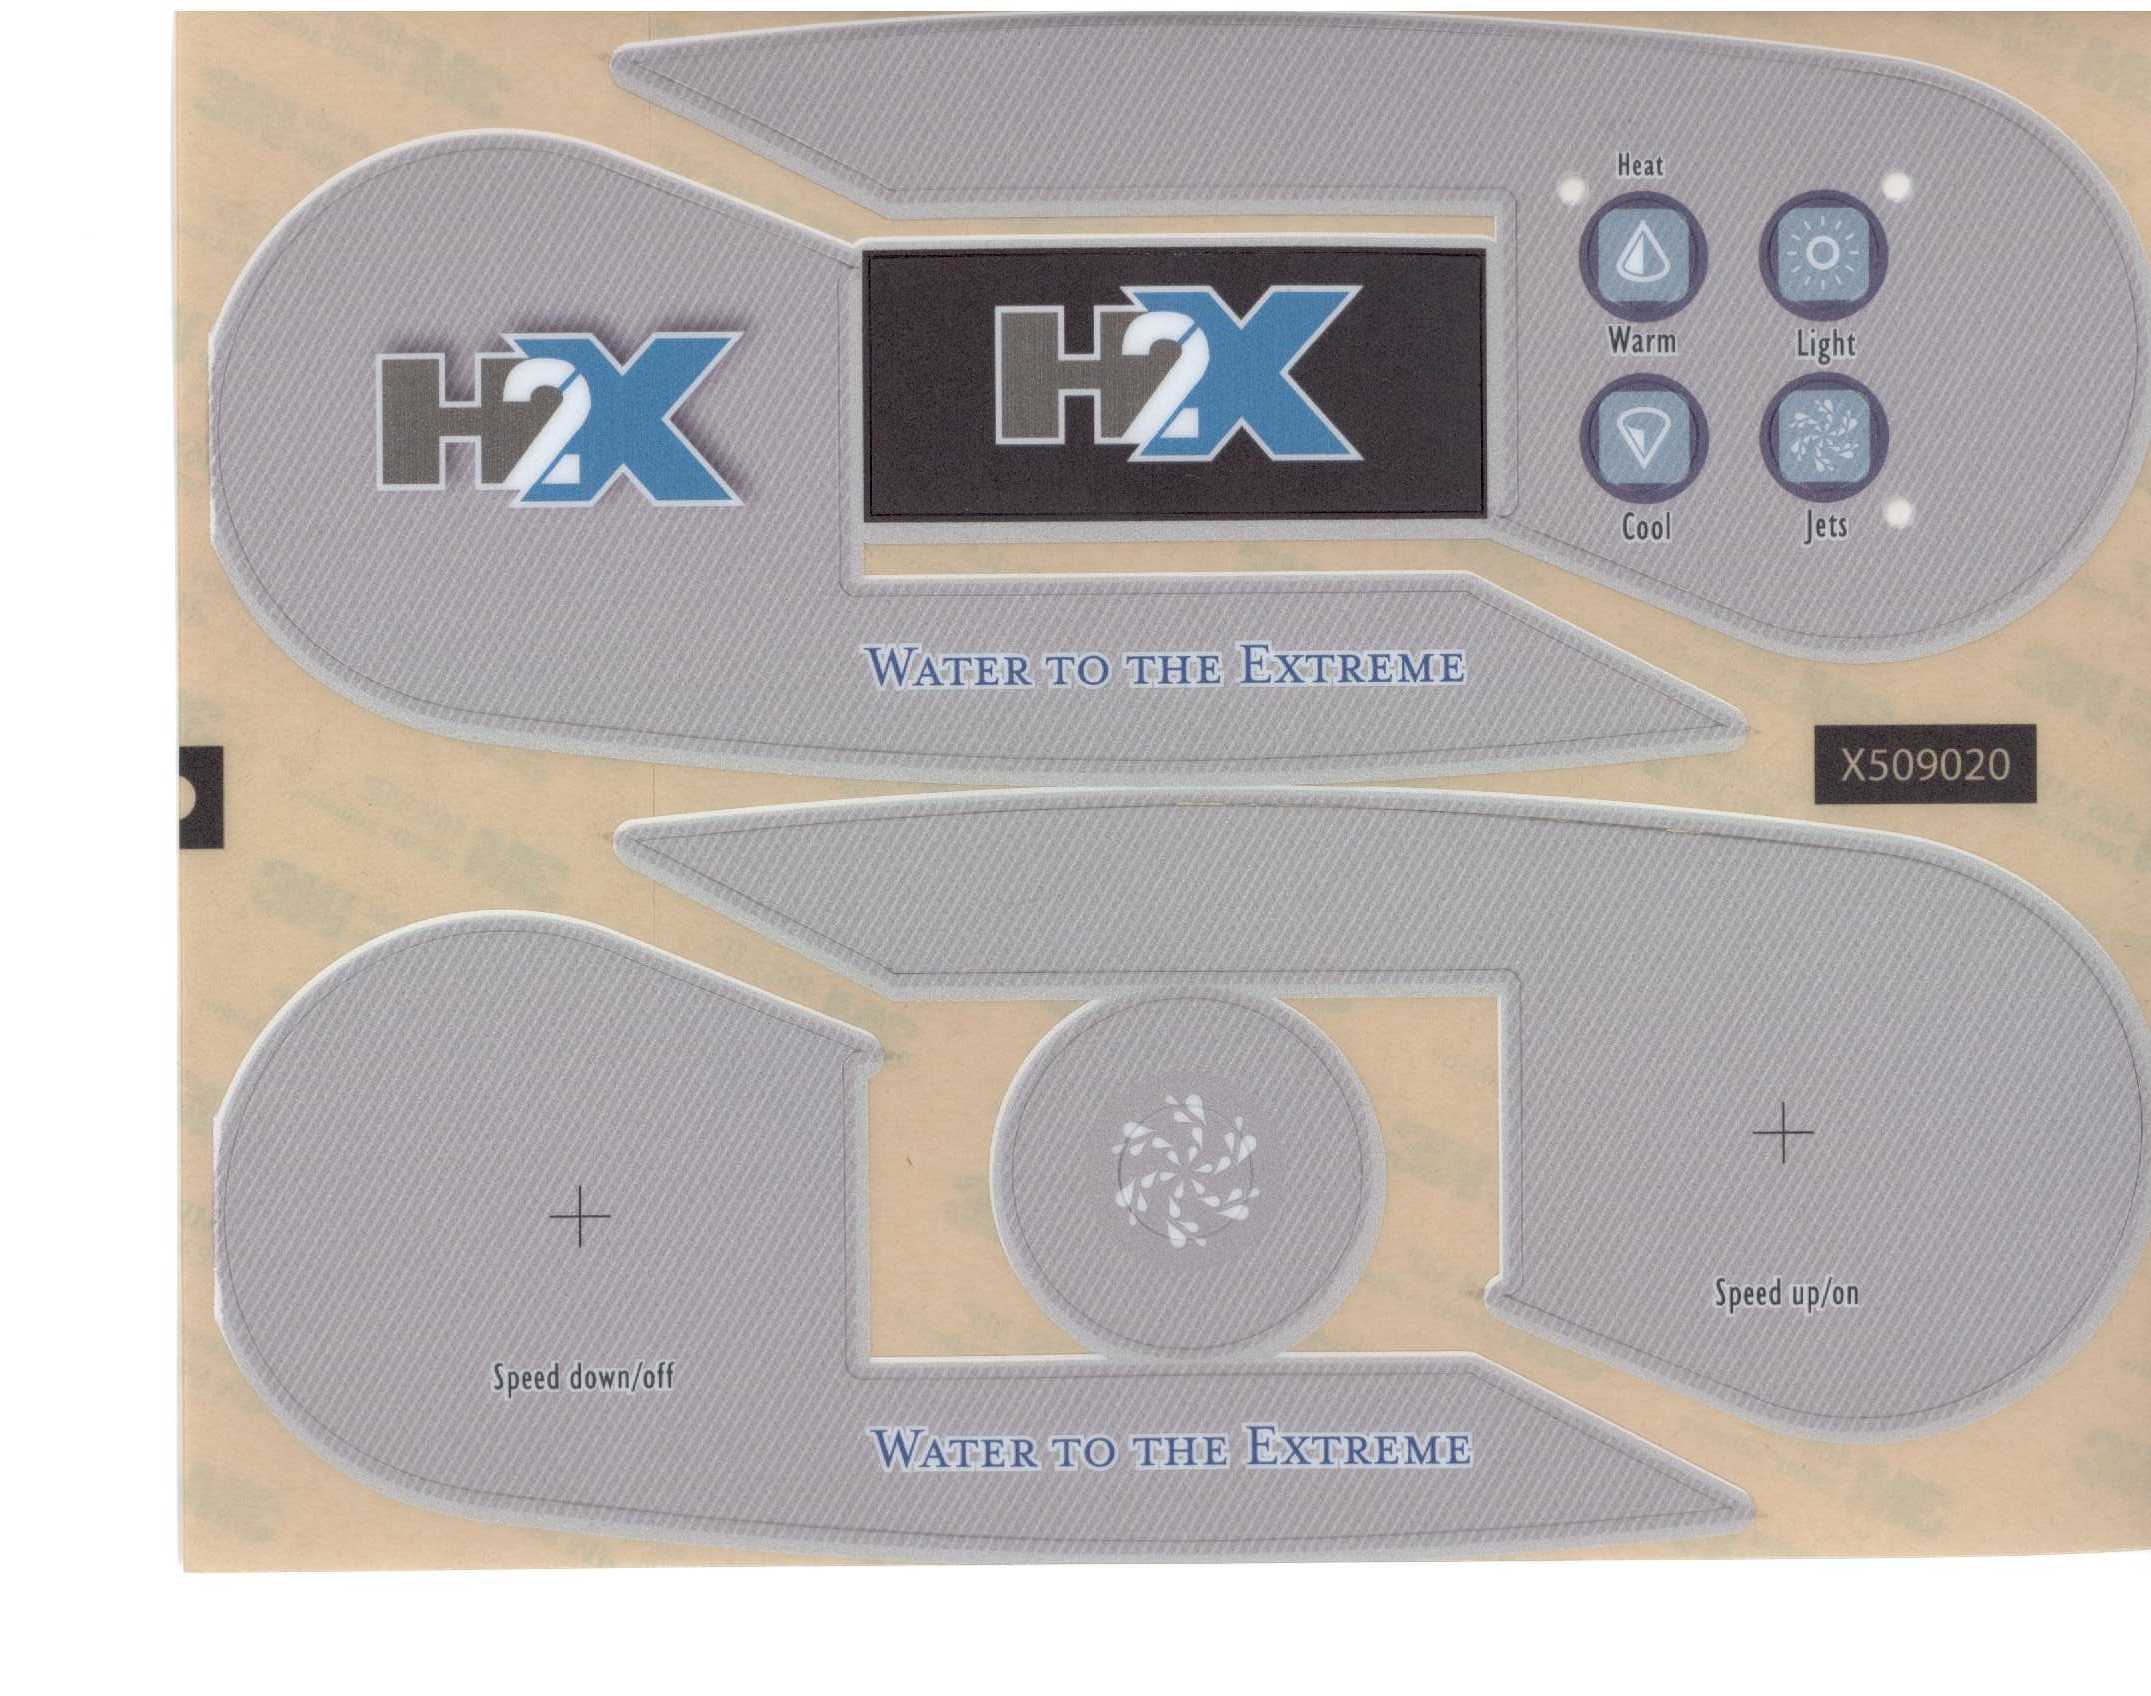 Heat
H2X
H2X
Warm
Light
Cool
Jets
WATER TO THE EXTREME
X509020
Speed up/on
Speed down/off
WATER TO THE EXTREME